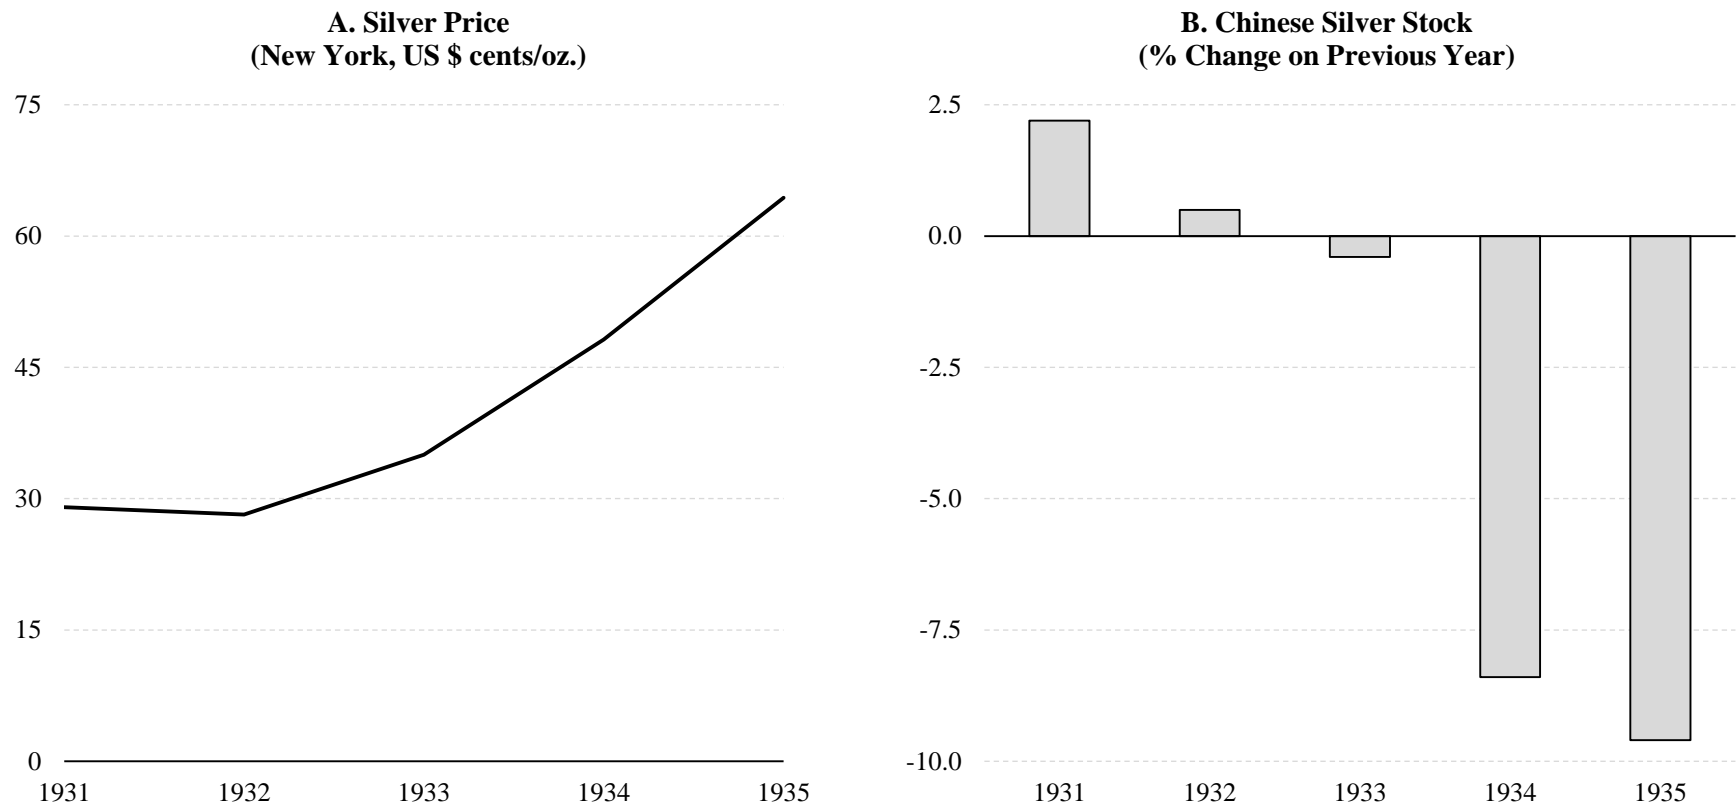 A. Silver Price
(New York, US $ cents/oz.)
75
60
45
30
15
0
1931 1932 1933 1934 1935
B. Chinese Silver Stock
(% Change on Previous Year)
2.5
0.0
-2.5
-5.0
-7.5
-10.0
1931 1932 1933 1934 1935